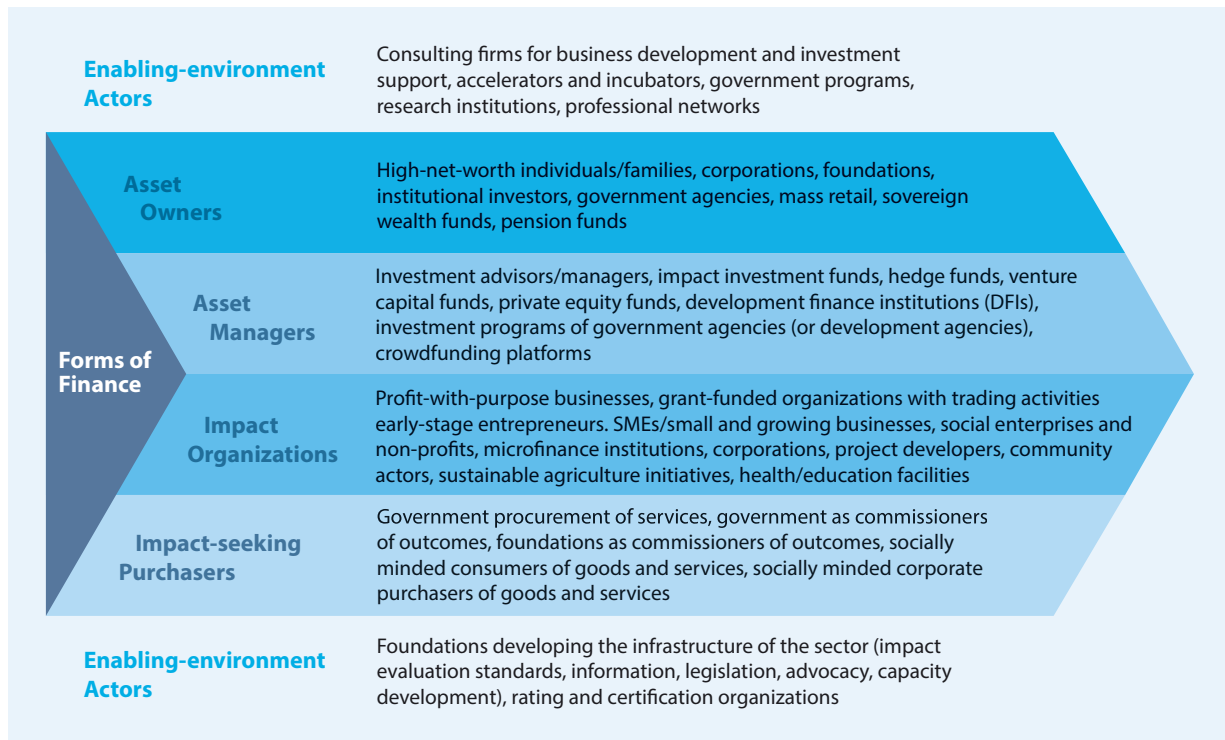 Enabling-environment
Actors
Consulting firms for business development and investment
support, accelerators and incubators, government programs,
research institutions, professional networks
Forms of
Finance
Asset
Owners
High-net-worth individuals/families, corporations, foundations,
institutional investors, government agencies, mass retail, sovereign
wealth funds, pension funds
Asset
Managers
Investment advisors/managers, impact investment funds, hedge funds, venture
capital funds, private equity funds, development finance institutions (DFIs),
investment programs of government agencies (or development agencies),
crowdfunding platforms
Impact
Organizations
Profit-with-purpose businesses, grant-funded organizations with trading activities
early-stage entrepreneurs. SMEs/small and growing businesses, social enterprises and
non-profits, microfinance institutions, corporations, project developers, community
actors, sustainable agriculture initiatives, health/education facilities
Impact-seeking
Purchasers
Government procurement of services, government as commissioners
of outcomes, foundations as commissioners of outcomes, socially
minded consumers of goods and services, socially minded corporate
purchasers of goods and services
Enabling-environment
Actors
Foundations developing the infrastructure of the sector (impact
evaluation standards, information, legislation, advocacy, capacity
development), rating and certification organizations